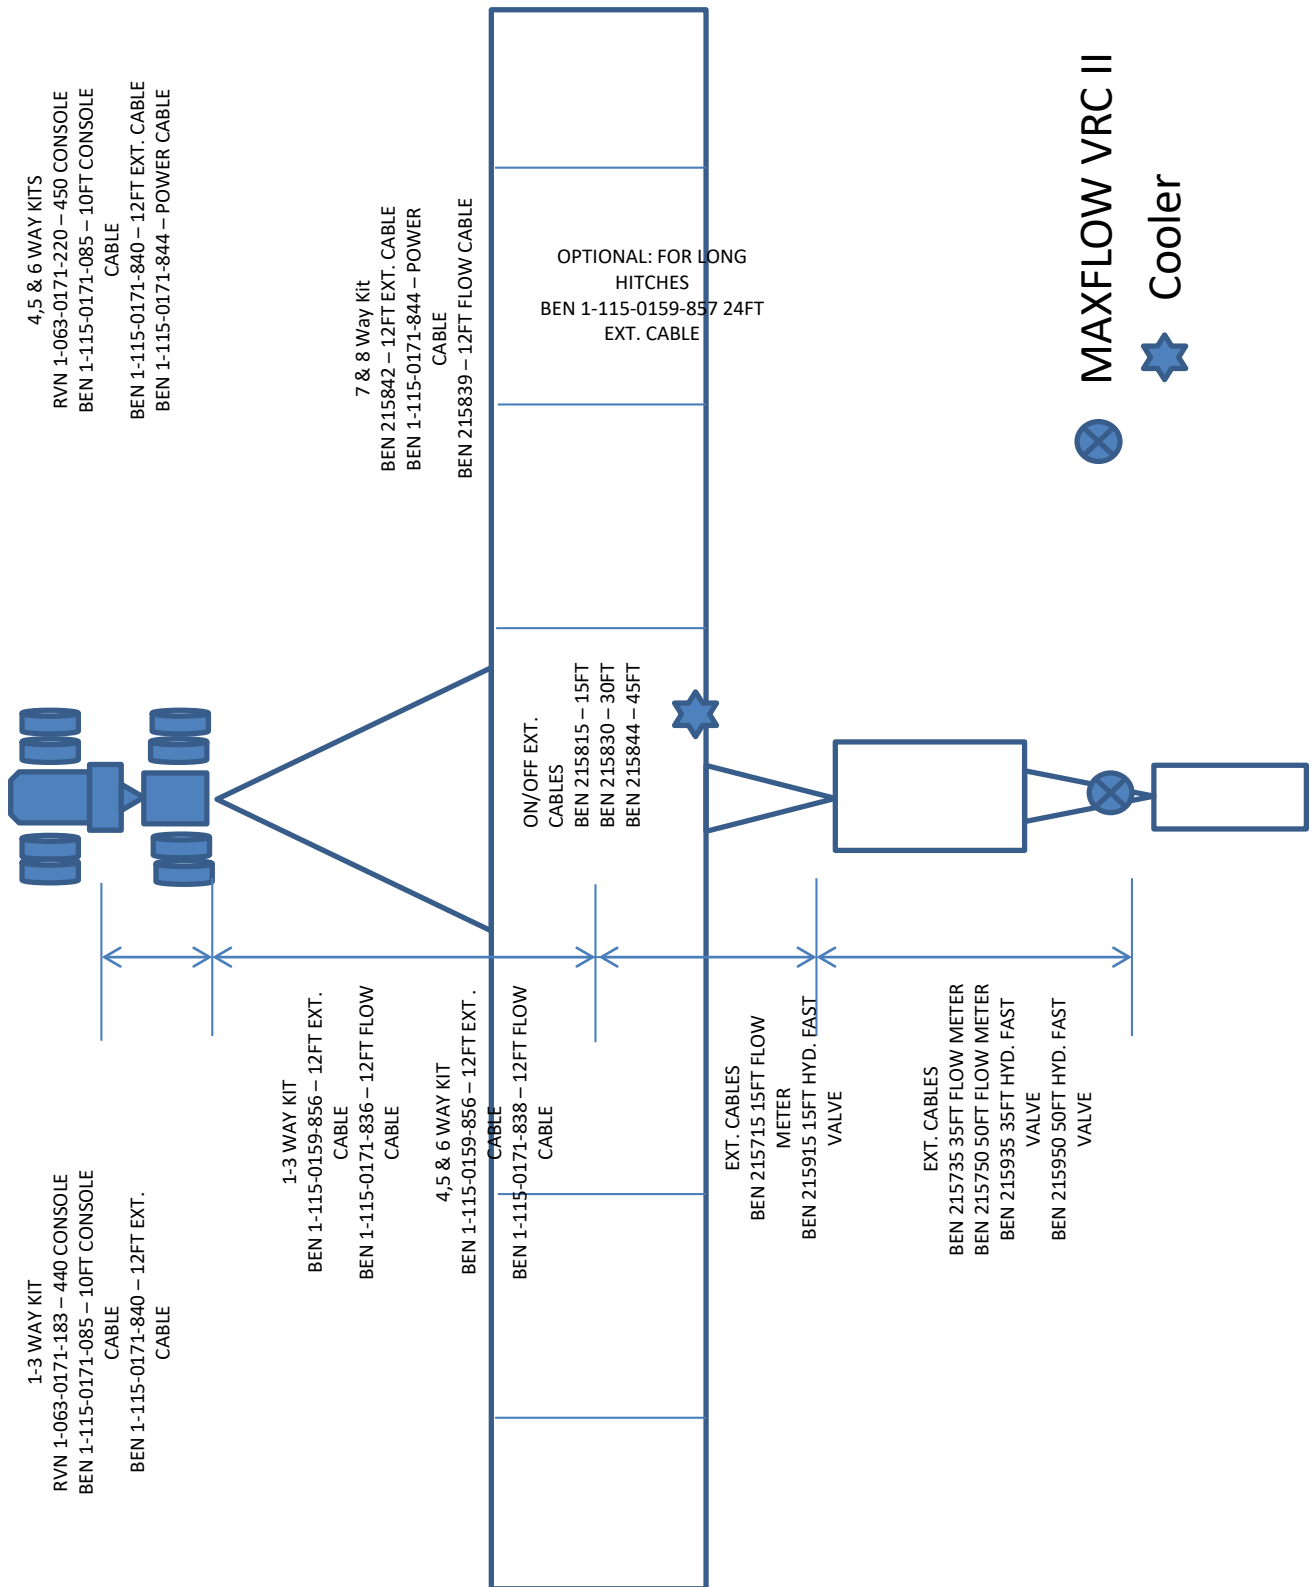 4,5 & 6 WAY KITS
RVN 1-063-0171-220 – 450 CONSOLE
BEN 1-115-0171-085 – 10FT CONSOLE
CABLE
BEN 1-115-0171-840 – 12FT EXT. CABLE
BEN 1-115-0171-844 – POWER CABLE
7 & 8 Way Kit
BEN 215842 – 12FT EXT. CABLE
BEN 1-115-0171-844 – POWER
CABLE
BEN 215839 – 12FT FLOW CABLE
OPTIONAL: FOR LONG
HITCHES
BEN 1-115-0159-857 24FT
EXT. CABLE
MAXFLOW VRC II
Cooler
ON/OFF EXT.
CABLES
BEN 215815 – 15FT
BEN 215830 – 30FT
BEN 215844 – 45FT
1-3 WAY KIT
RVN 1-063-0171-183 – 440 CONSOLE
BEN 1-115-0171-085 – 10FT CONSOLE
CABLE
BEN 1-115-0171-840 – 12FT EXT.
CABLE
1-3 WAY KIT
BEN 1-115-0159-856 – 12FT EXT.
CABLE
BEN 1-115-0171-836 – 12FT FLOW
CABLE
4,5 & 6 WAY KIT
BEN 1-115-0159-856 – 12FT EXT .
CABLE
BEN 1-115-0171-838 – 12FT FLOW
CABLE
EXT. CABLES
BEN 215715 15FT FLOW
METER
BEN 215915 15FT HYD. FAST
VALVE
EXT. CABLES
BEN 215735 35FT FLOW METER
BEN 215750 50FT FLOW METER
BEN 215935 35FT HYD. FAST
VALVE
BEN 215950 50FT HYD. FAST
VALVE